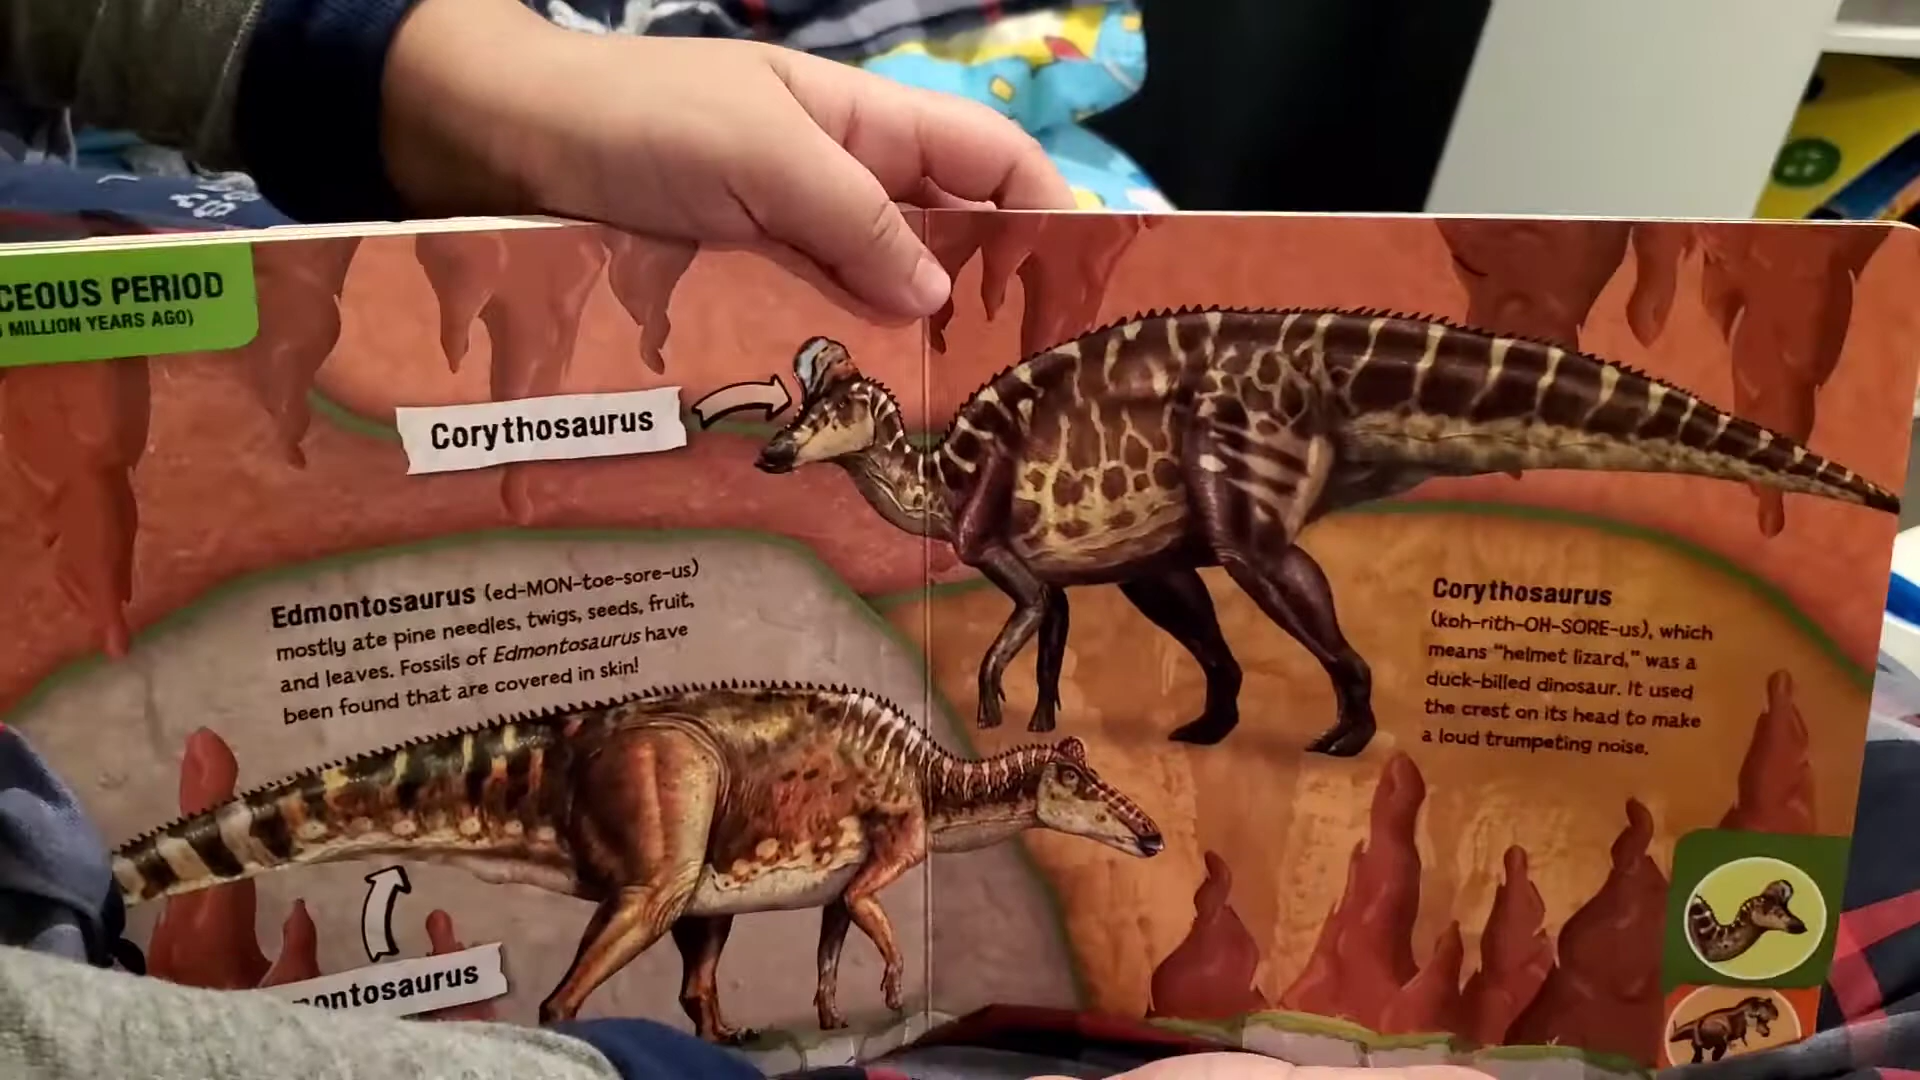 CEOUS PERIOD
MILLION YEARS AGO)
Corythosaurus
Edmontosaurus (ed-MON-toe-sore-us)
mostly ate pine needles, twigs, seeds, fruit,
and leaves. Fossils of Edmontosaurus have
been found that are covered in skin!
Corythosaurus
(koh-rith-OH-SORE-us), which
means "helmet lizard," was a
duck-billed dinosaur. It used
the crest on its head to make
a loud trumpeting noise.
montosaurus